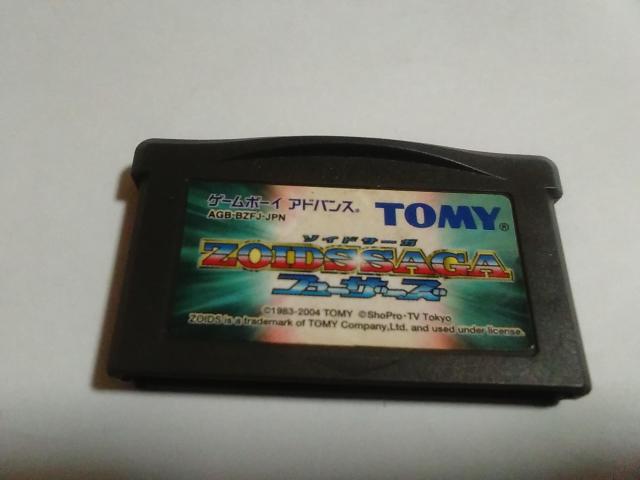 ゲームボーイ アドバンス® TOMY®
AGB-BZFJ-JPN
ゾイドサーガ
ZOIDS SAGA
フューザーズ
©1983-2004 TOMY ©ShoPro・TV Tokyo
ZOIDS is a trademark of TOMY Company,Ltd. and used under license.